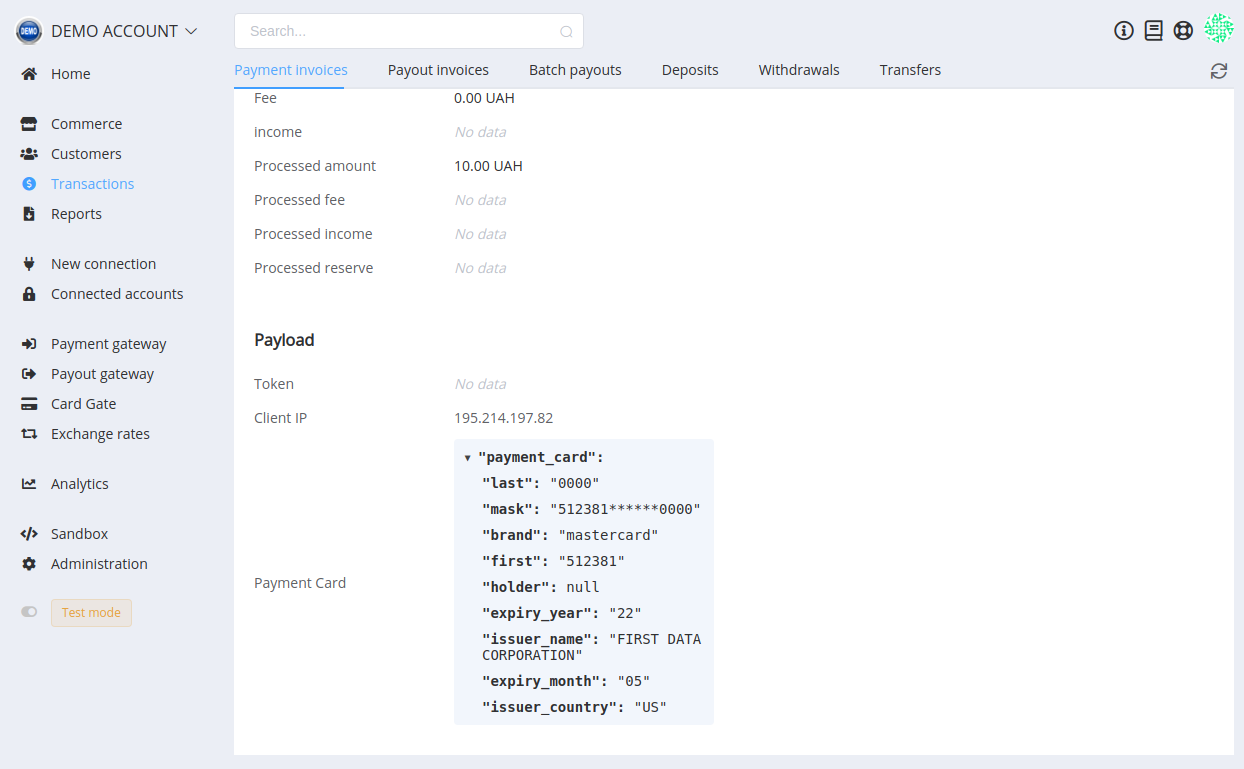 DEMO
DEMO ACCOUNT
Search...
Home
Commerce
Customers
Transactions
Reports
New connection
Connected accounts
Payment gateway
Payout gateway
Card Gate
Exchange rates
Analytics
Sandbox
Administration
Test mode
Payment invoices Payout invoices Batch payouts Deposits Withdrawals Transfers
Fee 0.00 UAH
income No data
Processed amount 10.00 UAH
Processed fee No data
Processed income No data
Processed reserve No data
Payload
Token No data
Client IP 195.214.197.82
Payment Card
"payment_card":
"last": "0000"
"mask": "512381******0000"
"brand": "mastercard"
"first": "512381"
"holder": null
"expiry_year": "22"
"issuer_name": "FIRST DATA
CORPORATION"
"expiry_month": "05"
"issuer_country": "US"